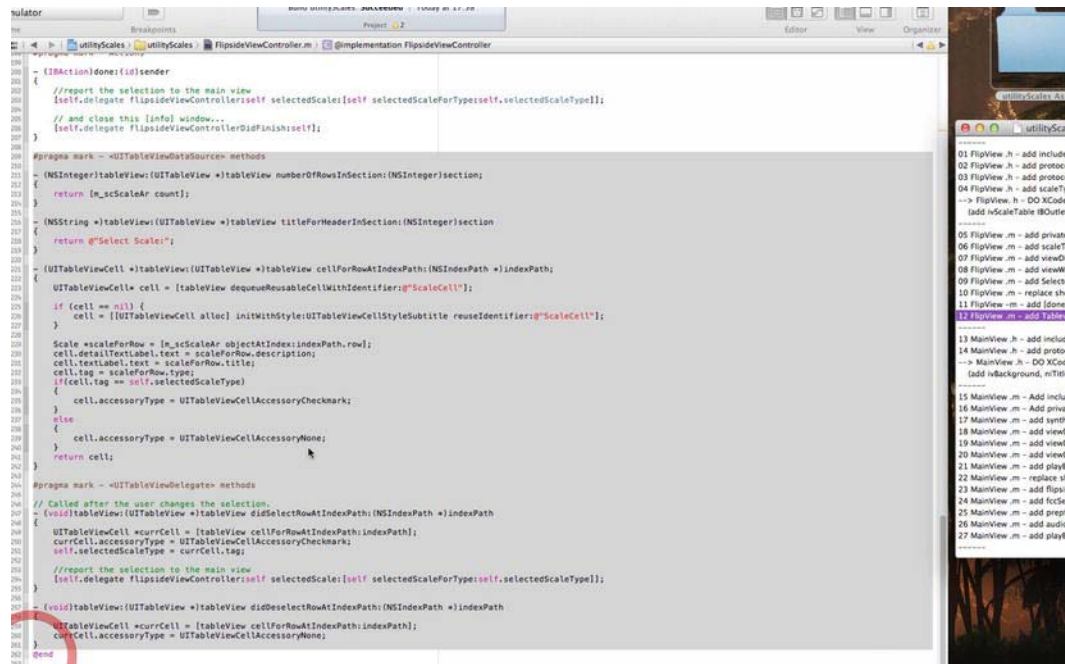 nulator
Breakpoints
Build utilityScales: Succeeded | Today at 17:38
Project 2
Editor
View
Organizer
utilityScales
utilityScales
FlipsideViewController.m
@implementation FlipsideViewController
- (IBAction)done:(id)sender
{
//report the selection to the main view
[self.delegate flipsideViewController:self selectedScale:[self selectedScaleForType:self.selectedScaleType]];
// and close this [info] window...
[self.delegate flipsideViewControllerDidFinish:self];
}
#pragma mark - <UITableViewDataSource> methods
- (NSInteger)tableView:(UITableView *)tableView numberOfRowsInSection:(NSInteger)section;
{
return [m_scScaleAr count];
}
- (NSString *)tableView:(UITableView *)tableView titleForHeaderInSection:(NSInteger)section
{
return @"Select Scale:";
}
- (UITableViewCell *)tableView:(UITableView *)tableView cellForRowAtIndexPath:(NSIndexPath *)indexPath;
{
UITableViewCell* cell = [tableView dequeueReusableCellWithIdentifier:@"ScaleCell"];
if (cell == nil) {
cell = [[UITableViewCell alloc] initWithStyle:UITableViewCellStyleSubtitle reuseIdentifier:@"ScaleCell"];
}
Scale *scaleForRow = [m_scScaleAr objectAtIndex:indexPath.row];
cell.detailTextLabel.text = scaleForRow.description;
cell.textLabel.text = scaleForRow.title;
cell.tag = scaleForRow.type;
if(cell.tag == self.selectedScaleType)
{
cell.accessoryType = UITableViewCellAccessoryCheckmark;
}
else
{
cell.accessoryType = UITableViewCellAccessoryNone;
}
return cell;
}
#pragma mark - <UITableViewDelegate> methods
// Called after the user changes the selection.
- (void)tableView:(UITableView *)tableView didSelectRowAtIndexPath:(NSIndexPath *)indexPath
{
UITableViewCell *currCell = [tableView cellForRowAtIndexPath:indexPath];
currCell.accessoryType = UITableViewCellAccessoryCheckmark;
self.selectedScaleType = currCell.tag;
//report the selection to the main view
[self.delegate flipsideViewController:self selectedScale:[self selectedScaleForType:self.selectedScaleType]];
}
- (void)tableView:(UITableView *)tableView didDeselectRowAtIndexPath:(NSIndexPath *)indexPath
{
UITableViewCell *currCell = [tableView cellForRowAtIndexPath:indexPath];
currCell.accessoryType = UITableViewCellAccessoryNone;
}
@end
utilityScales As
utilitySca
------
01 FlipView .h - add include
02 FlipView .h - add protoc
03 FlipView .h - add protoc
04 FlipView .h - add scaleTy
--> FlipView. h - DO XCode
(add ivScaleTable IBOutle
------
05 FlipView .m - add private
06 FlipView .m - add scaleT
07 FlipView .m - add viewD
08 FlipView .m - add viewW
09 FlipView .m - add Select
10 FlipView .m - replace sh
11 FlipView -m - add [done
12 FlipView .m - add Tablev
------
13 MainView .h - add includ
14 MainView .h - add proto
--> MainView .h - DO XCod
(add ivBackground, niTitl
------
15 MainView .m - Add inclu
16 MainView .m - Add priva
17 MainView .m - add synth
18 MainView .m - add view
19 MainView .m - add view
20 MainView .m - add view
21 MainView .m - add play
22 MainView .m - replace s
23 MainView .m - add flipsi
24 MainView .m - add fccSe
25 MainView .m - add prep
26 MainView .m - add audio
27 MainView .m - add play
------